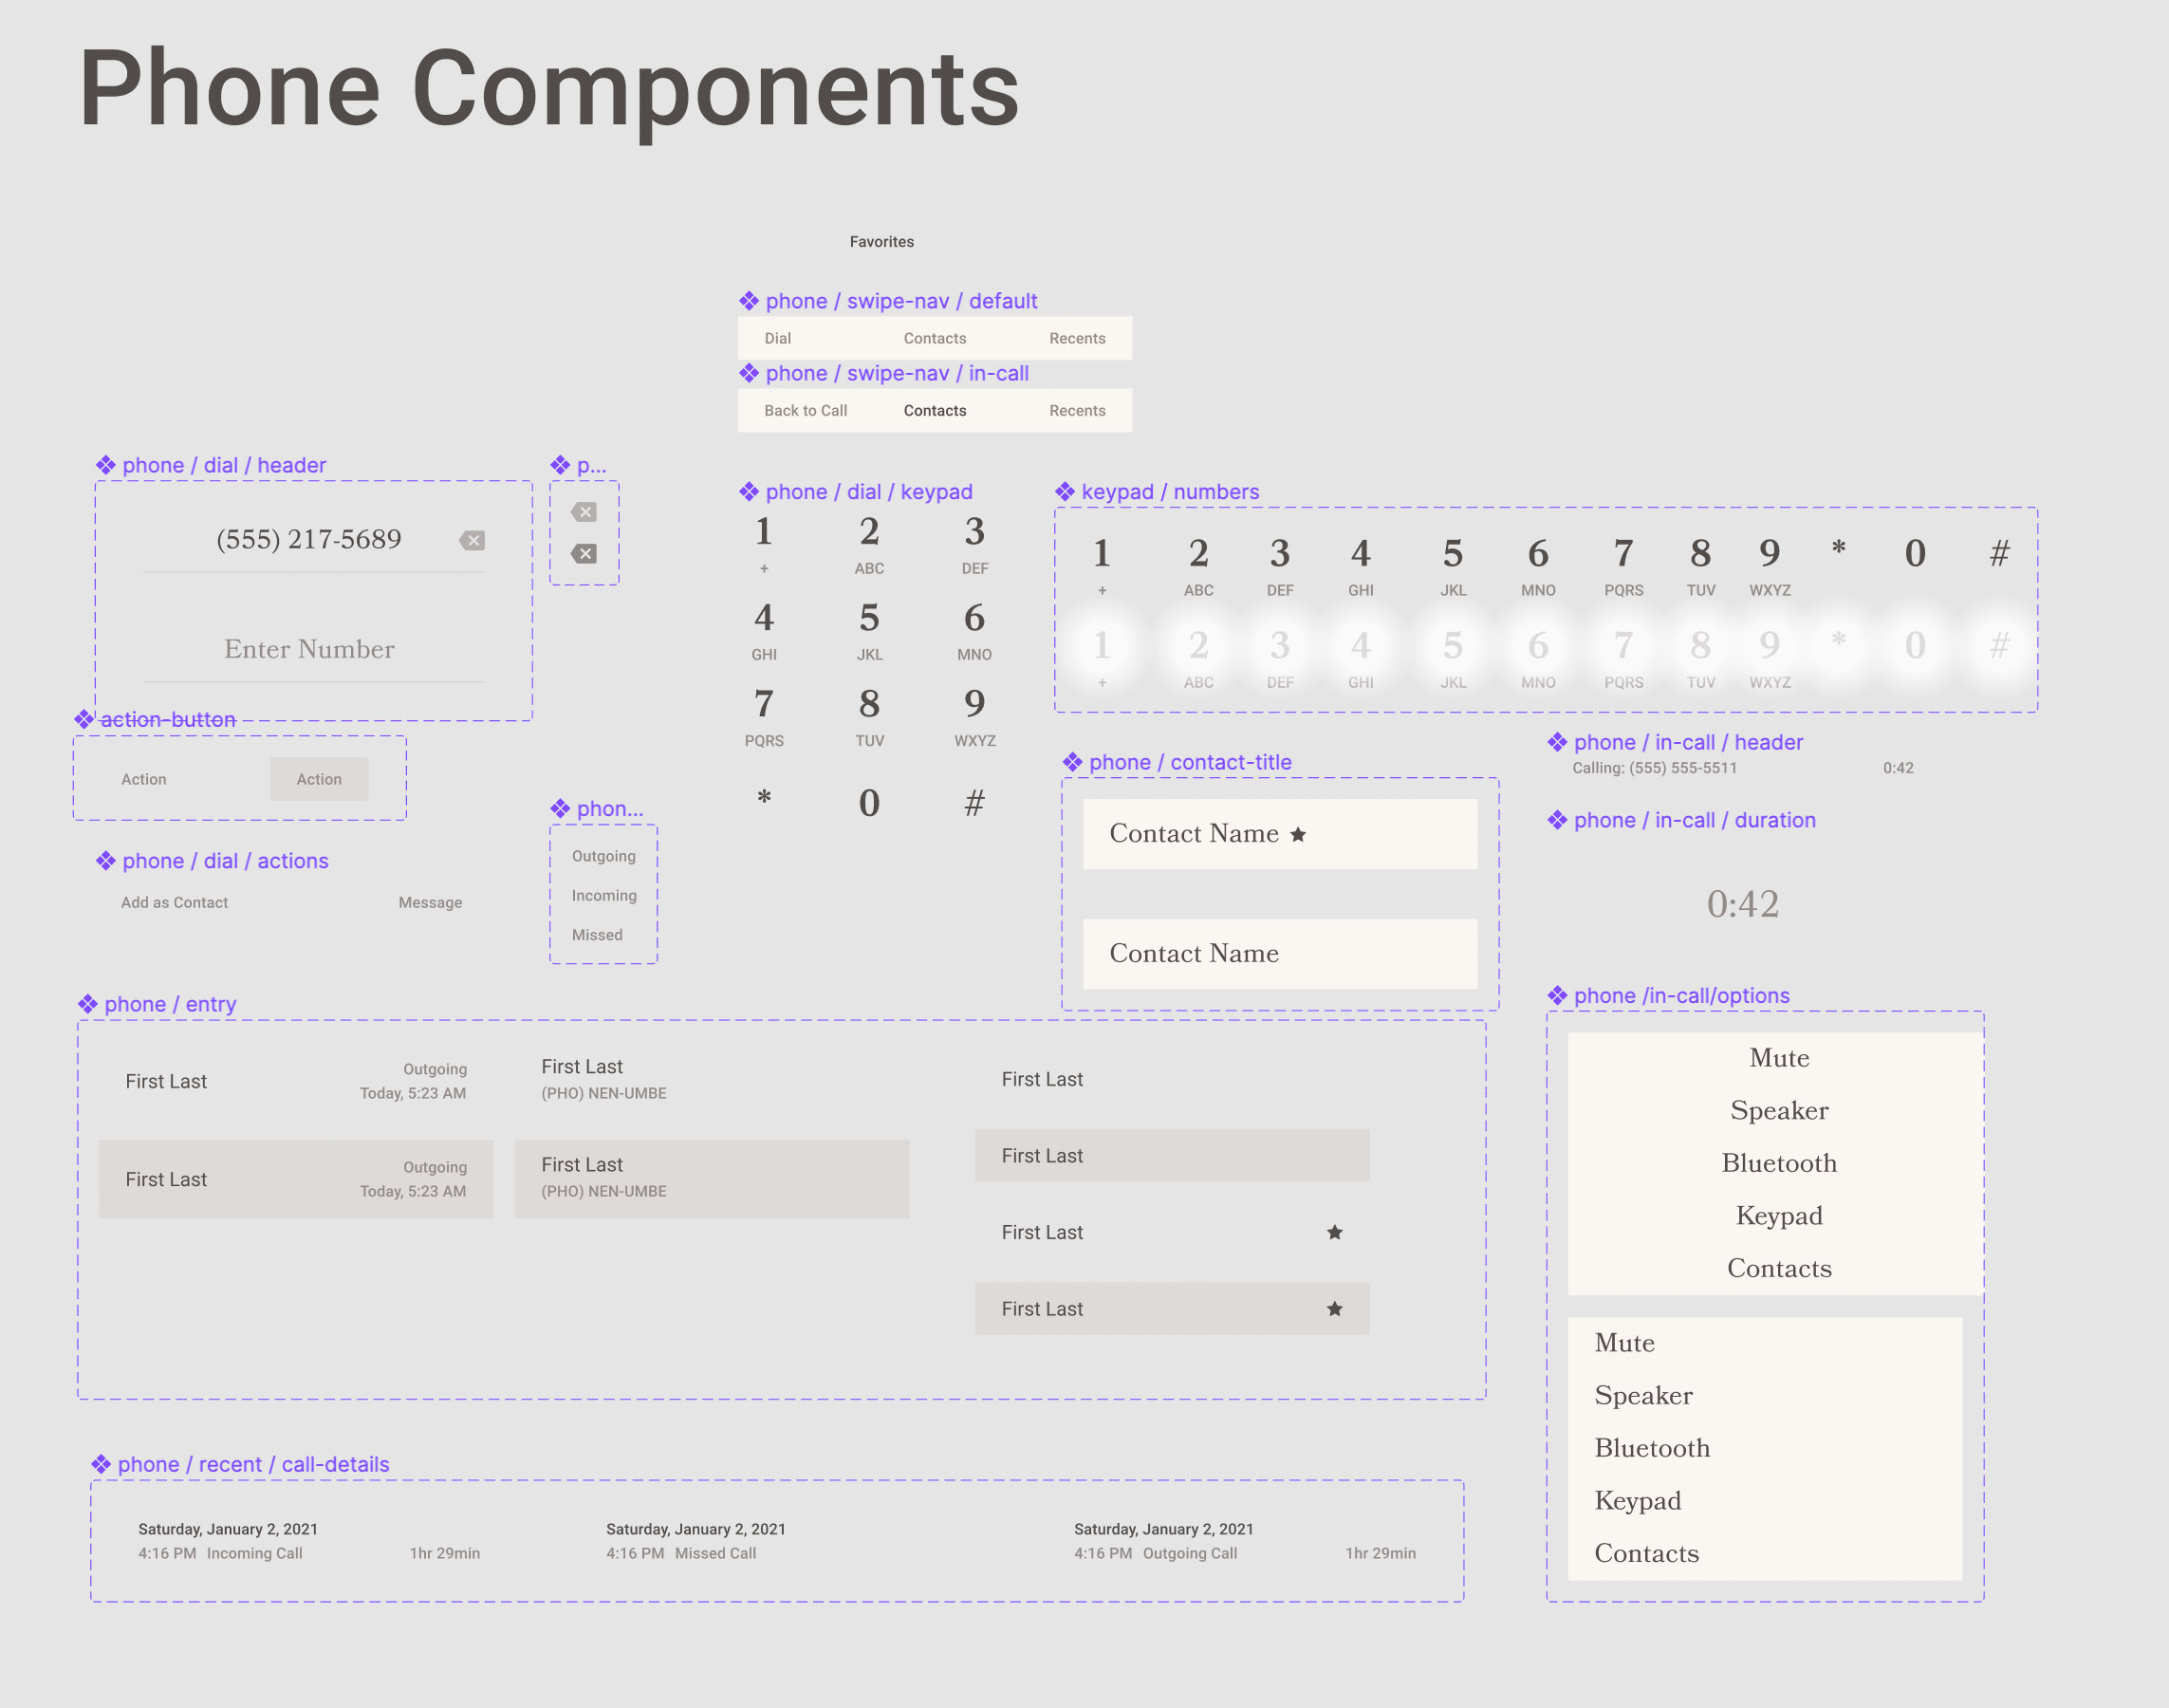 Phone Components
Favorites
phone / swipe-nav / default
Dial Contacts Recents
phone / swipe-nav / in-call
Back to Call Contacts Recents
phone / dial / header
(555) 217-5689
Enter Number
p...
phone / dial / keypad
1 2 3
+ ABC DEF
4 5 6
GHI JKL MNO
7 8 9
PQRS TUV WXYZ
* 0 #
keypad / numbers
1 2 3 4 5 6 7 8 9 * 0 #
+ ABC DEF GHI JKL MNO PQRS TUV WXYZ
1 2 3 4 5 6 7 8 9 * 0 #
+ ABC DEF GHI JKL MNO PQRS TUV WXYZ
action-button
Action Action
phone / dial / actions
Add as Contact Message
phon...
Outgoing
Incoming
Missed
phone / contact-title
Contact Name
Contact Name
phone / in-call / header
Calling: (555) 555-5511 0:42
phone / in-call / duration
0:42
phone / entry
First Last
Outgoing
Today, 5:23 AM
First Last
(PHO) NEN-UMBE
First Last
First Last
Outgoing
Today, 5:23 AM
First Last
(PHO) NEN-UMBE
First Last
First Last
First Last
phone /in-call/options
Mute
Speaker
Bluetooth
Keypad
Contacts
Mute
Speaker
Bluetooth
Keypad
Contacts
phone / recent / call-details
Saturday, January 2, 2021
4:16 PM Incoming Call 1hr 29min
Saturday, January 2, 2021
4:16 PM Missed Call
Saturday, January 2, 2021
4:16 PM Outgoing Call 1hr 29min